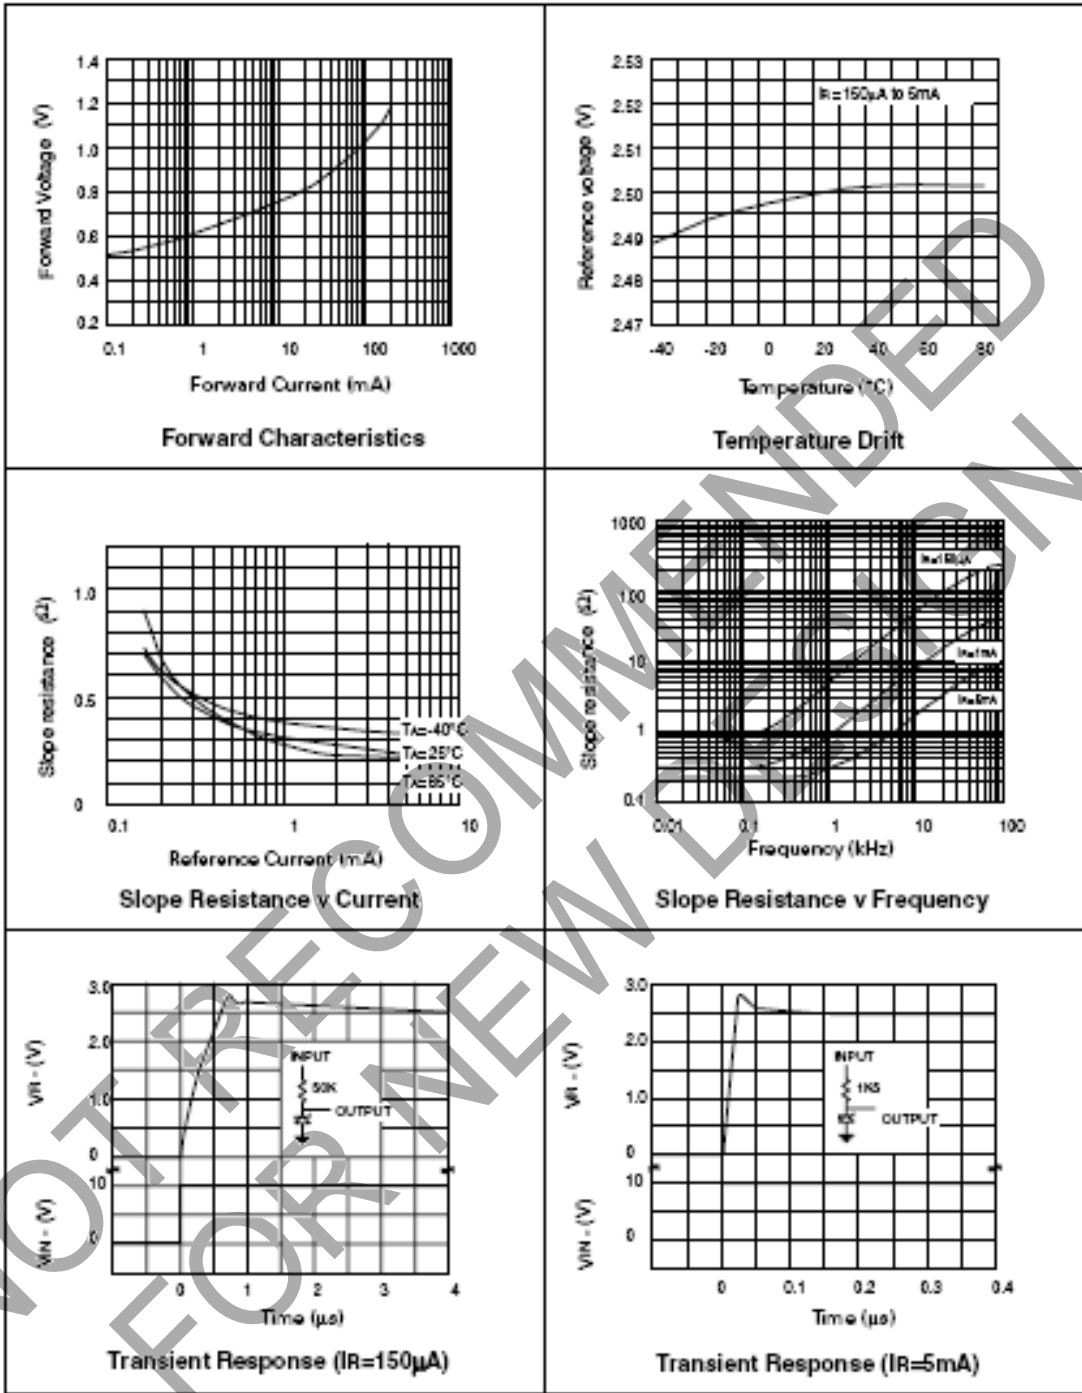 1.4
1.2
1.0
0.8
0.6
0.4
0.2
Forward Voltage (V)
0.1 1 10 100 1000
Forward Current (mA)
Forward Characteristics
2.53
2.52
2.51
2.50
2.49
2.48
2.47
Reference voltage (V)
IR=150µA to 5mA
-40 -20 0 20 40 60 80
Temperature (°C)
Temperature Drift
1.0
0.5
0
Slope resistance (Ω)
TA=-40°C
TA=25°C
TA=85°C
0.1 1 10
Reference Current (mA)
Slope Resistance v Current
1000
100
10
1
0.1
Slope resistance (Ω)
IR=150µA
IR=1mA
IR=5mA
0.01 0.1 1 10 100
Frequency (kHz)
Slope Resistance v Frequency
3.0
2.0
1.0
0
10
0
VR - (V)
VIN - (V)
INPUT
50K
OUTPUT
0 1 2 3 4
Time (µs)
Transient Response (IR=150µA)
3.0
2.0
1.0
0
10
0
VR - (V)
VIN - (V)
INPUT
1K5
OUTPUT
0 0.1 0.2 0.3 0.4
Time (µs)
Transient Response (IR=5mA)
NOT RECOMMENDED
FOR NEW DESIGN